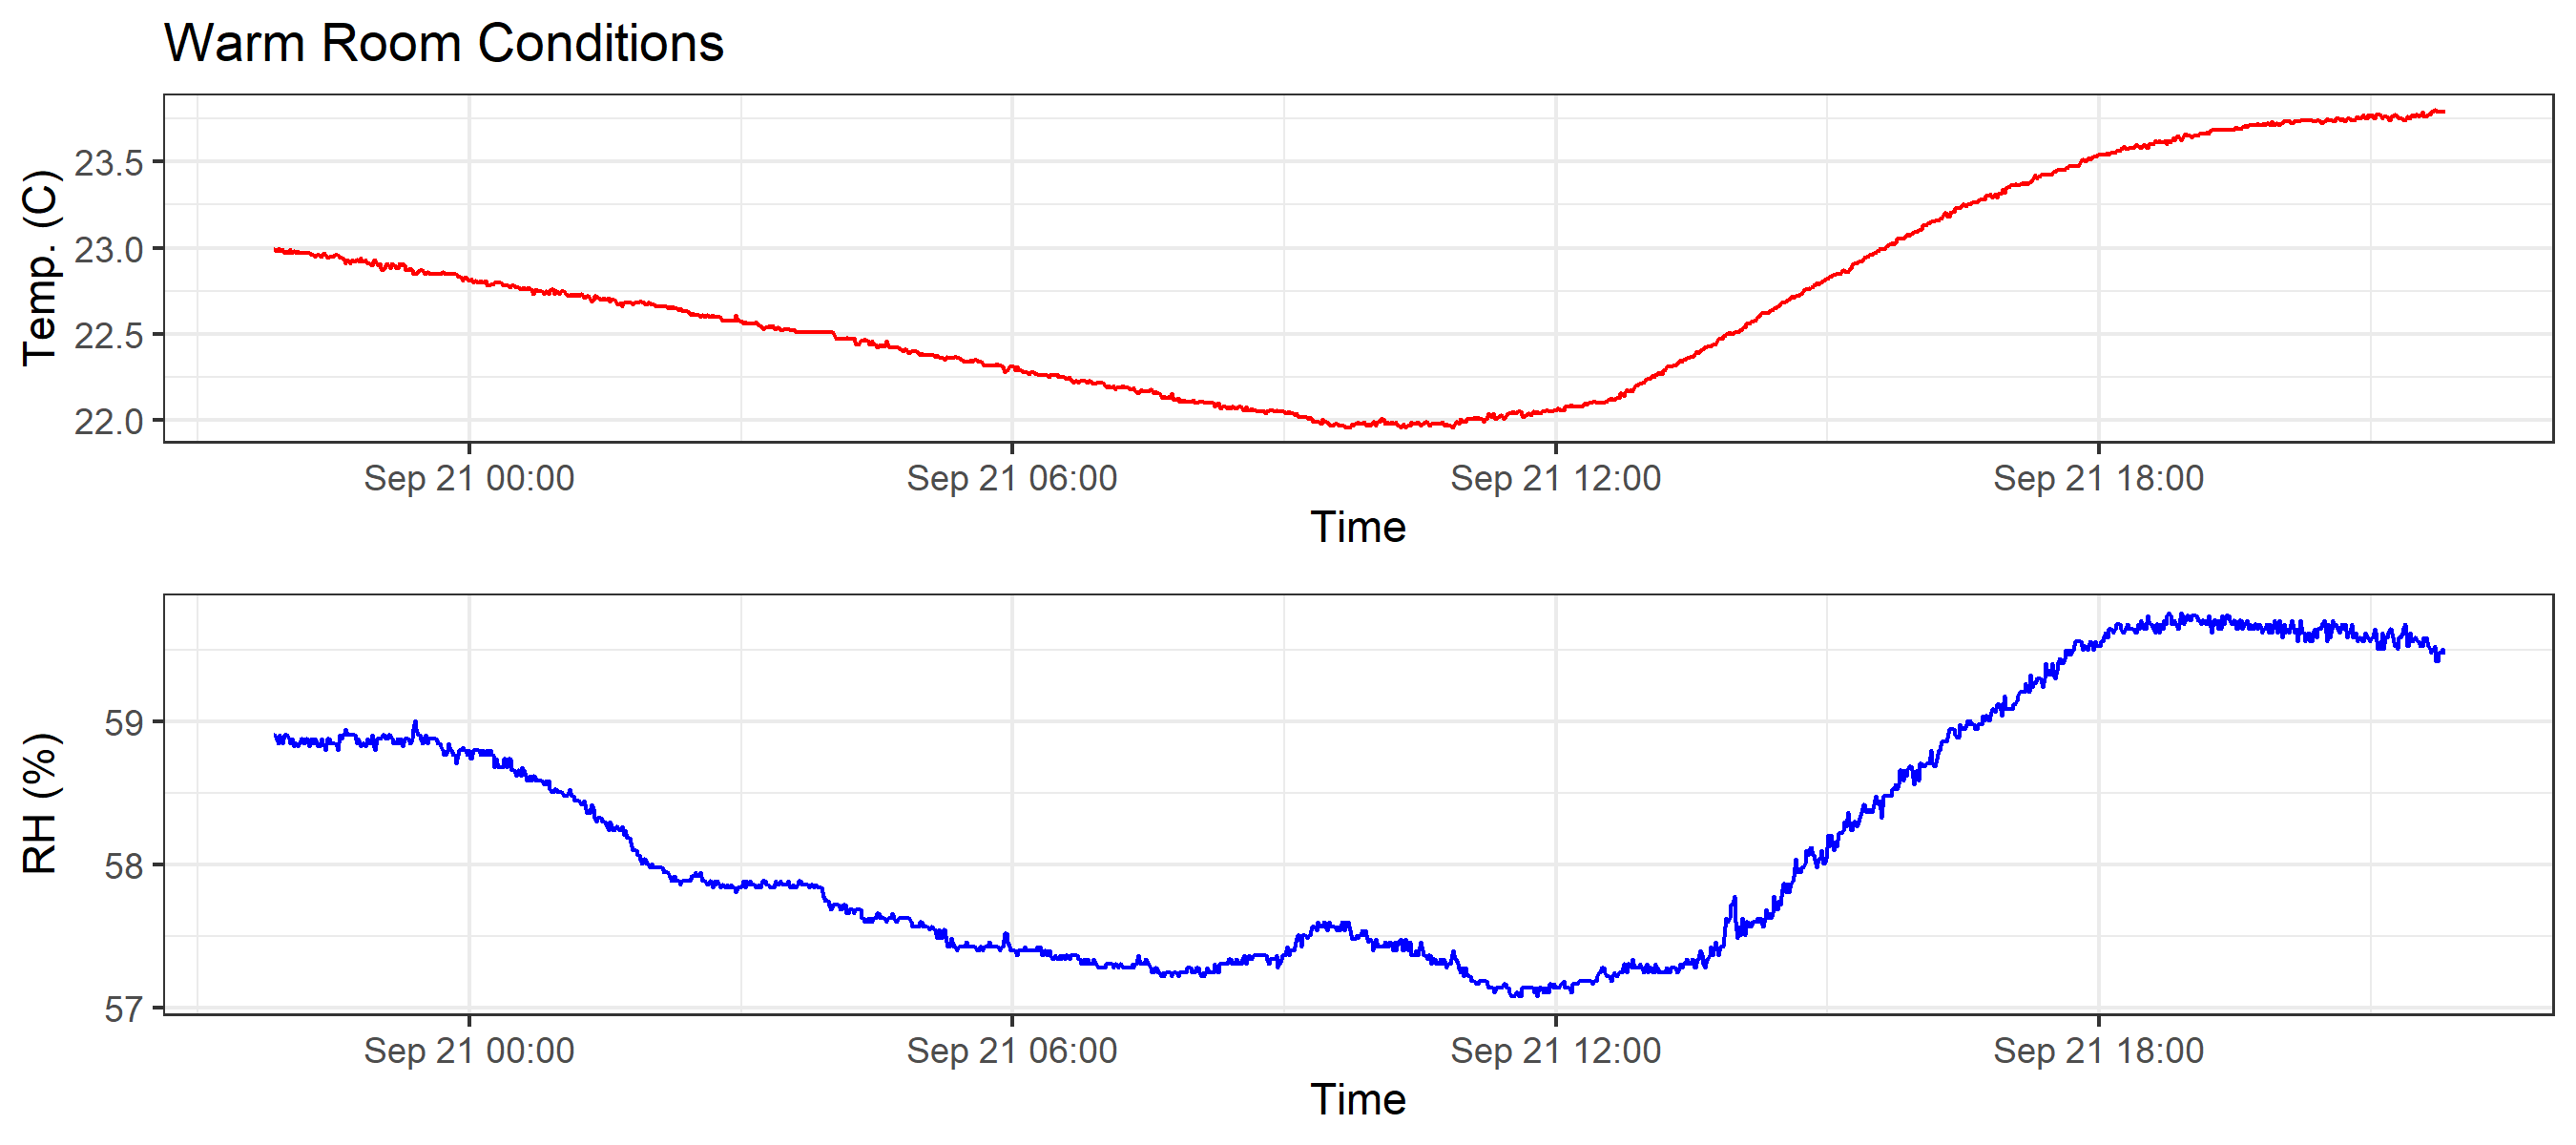 Warm Room Conditions
Temp. (C)
23.5
23.0
22.5
22.0
Sep 21 00:00 Sep 21 06:00 Sep 21 12:00 Sep 21 18:00
Time
RH (%)
59
58
57
Sep 21 00:00 Sep 21 06:00 Sep 21 12:00 Sep 21 18:00
Time